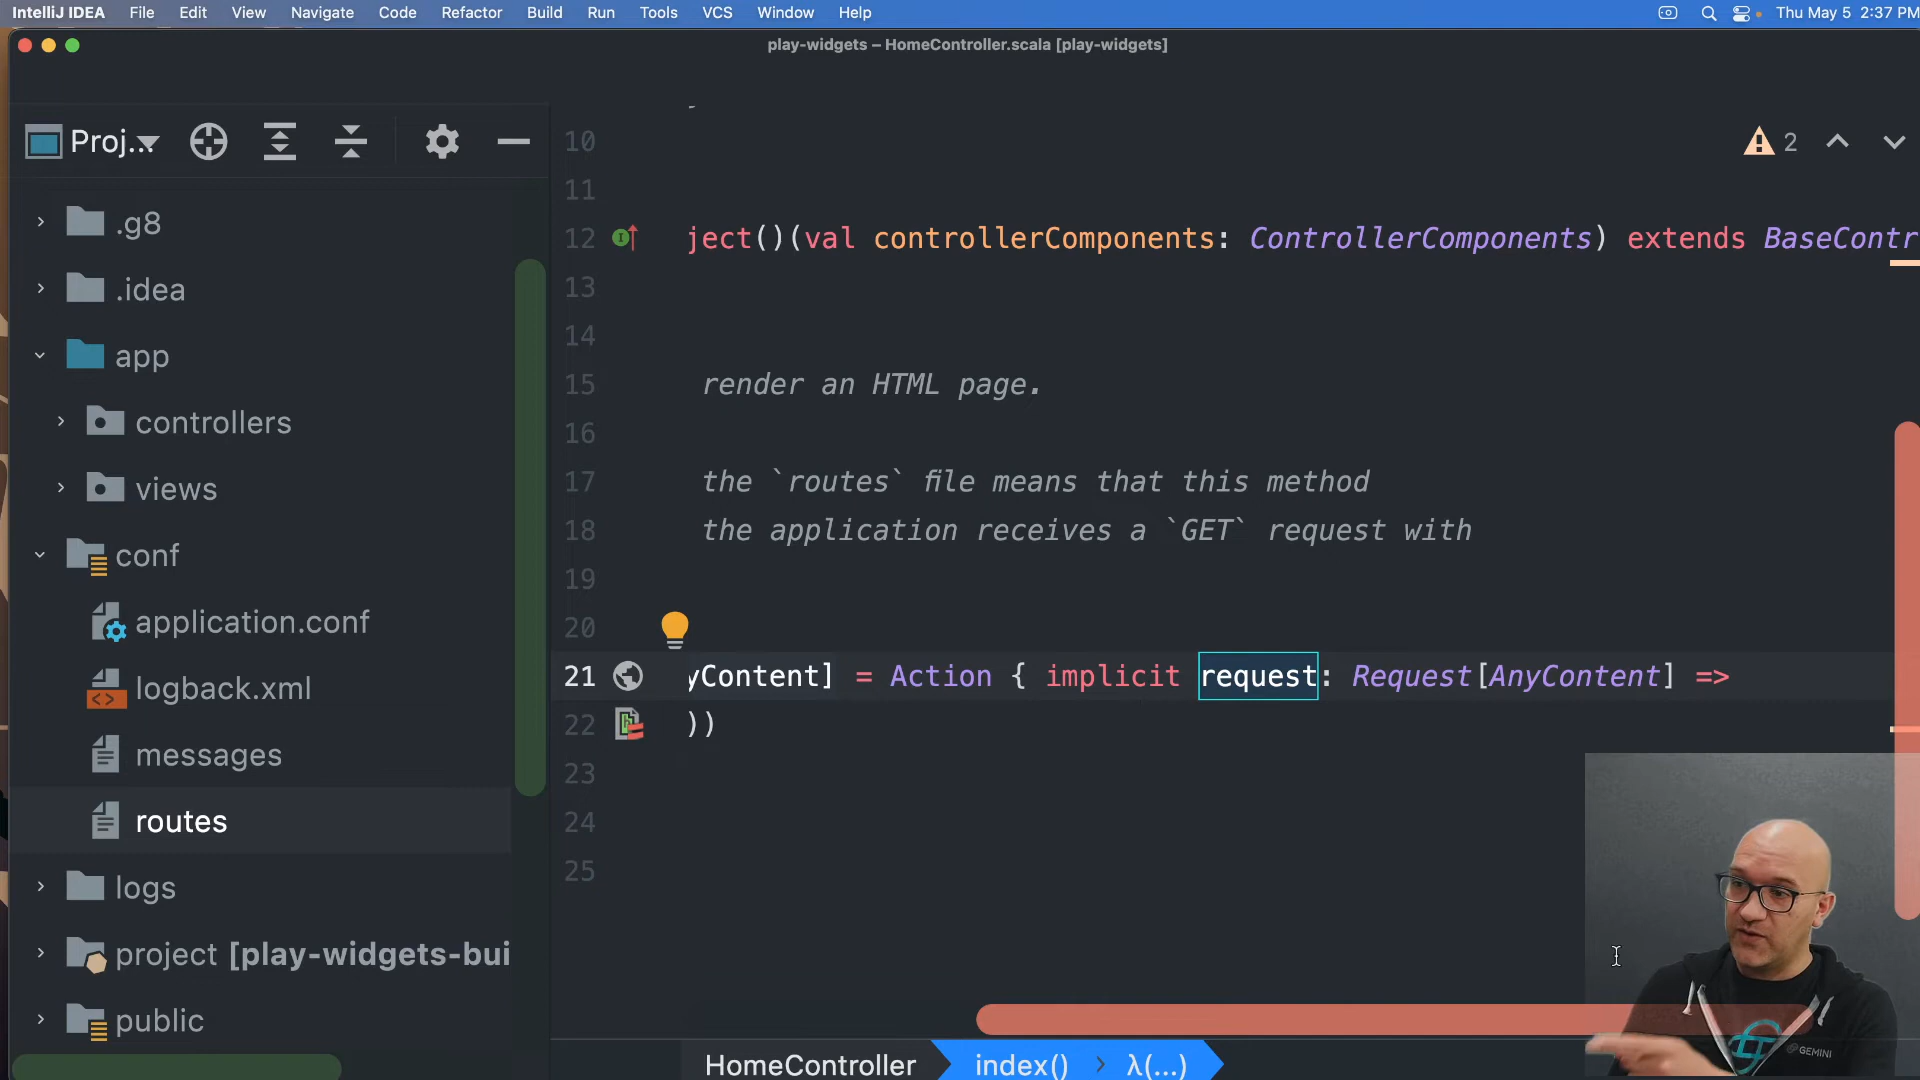 IntelliJ IDEA File Edit View Navigate Code Refactor Build Run Tools VCS Window Help Thu May 5 2:37 PM
play-widgets – HomeController.scala [play-widgets]
Proj...
.g8
.idea
app
controllers
views
conf
application.conf
logback.xml
messages
routes
logs
project [play-widgets-bui
public
2
10
11
12 ject()(val controllerComponents: ControllerComponents) extends BaseContr
13
14
15 render an HTML page.
16
17 the `routes` file means that this method
18 the application receives a `GET` request with
19
20
21 yContent] = Action { implicit request: Request[AnyContent] =>
22 ))
23
24
25
HomeController index() λ(...)
GEMINI